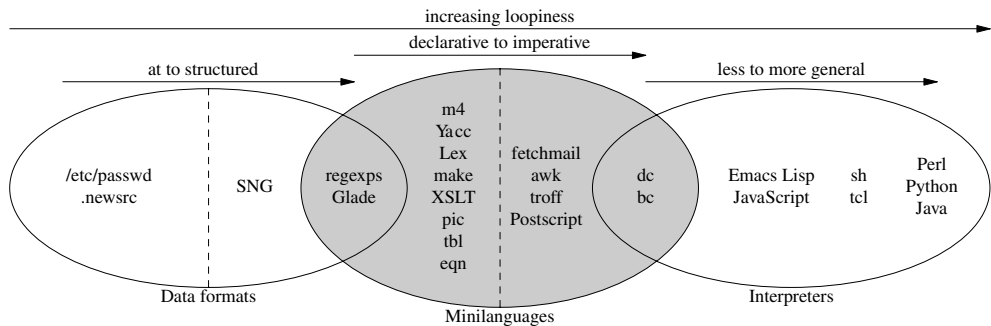 increasing loopiness
declarative to imperative
at to structured
less to more general
/etc/passwd
.newsrc
SNG
regexps
Glade
m4
Yacc
Lex
make
XSLT
pic
tbl
eqn
fetchmail
awk
troff
Postscript
dc
bc
Emacs Lisp
JavaScript
sh
tcl
Perl
Python
Java
Data formats
Minilanguages
Interpreters